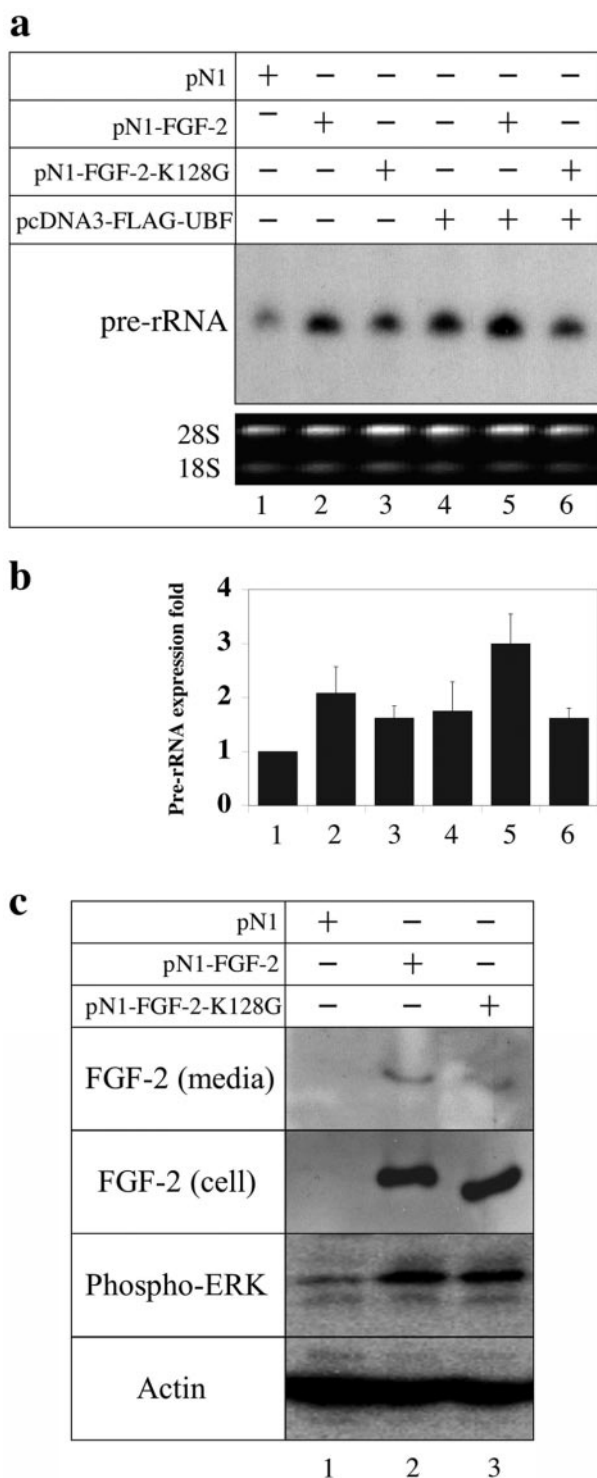 a
pN1 + − − − − −
pN1-FGF-2 − + − − + −
pN1-FGF-2-K128G − − + − − +
pcDNA3-FLAG-UBF − − − + + +
pre-rRNA
28S
18S
1 2 3 4 5 6
b
Pre-rRNA expression fold
4
3
2
1
0
1 2 3 4 5 6
c
pN1 + − −
pN1-FGF-2 − + −
pN1-FGF-2-K128G − − +
FGF-2 (media)
FGF-2 (cell)
Phospho-ERK
Actin
1 2 3